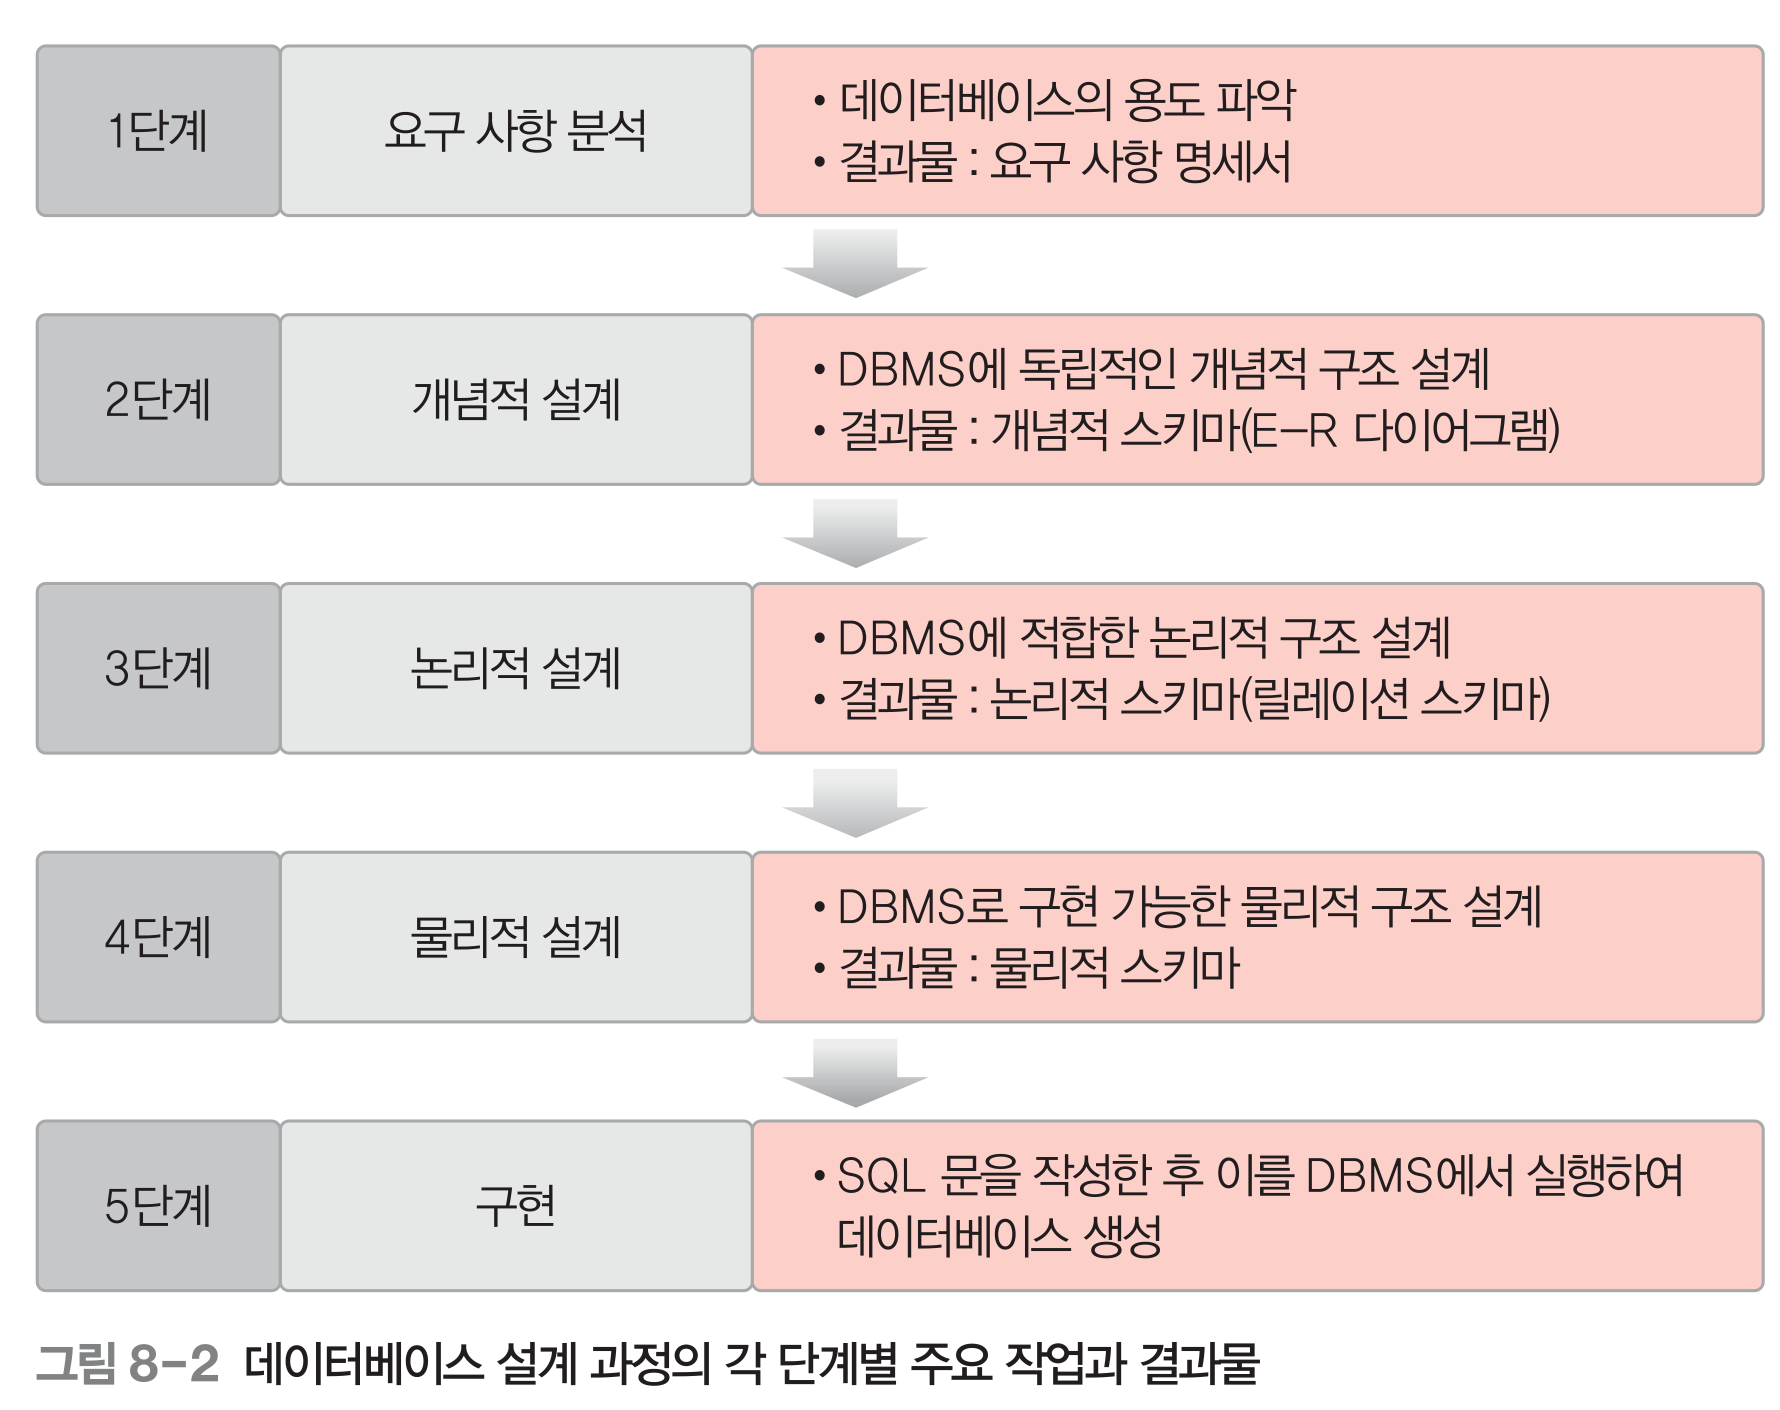 1단계
요구 사항 분석
• 데이터베이스의 용도 파악
• 결과물 : 요구 사항 명세서
2단계
개념적 설계
• DBMS에 독립적인 개념적 구조 설계
• 결과물 : 개념적 스키마(E-R 다이어그램)
3단계
논리적 설계
• DBMS에 적합한 논리적 구조 설계
• 결과물 : 논리적 스키마(릴레이션 스키마)
4단계
물리적 설계
• DBMS로 구현 가능한 물리적 구조 설계
• 결과물 : 물리적 스키마
5단계
구현
• SQL 문을 작성한 후 이를 DBMS에서 실행하여
데이터베이스 생성
그림 8-2 데이터베이스 설계 과정의 각 단계별 주요 작업과 결과물